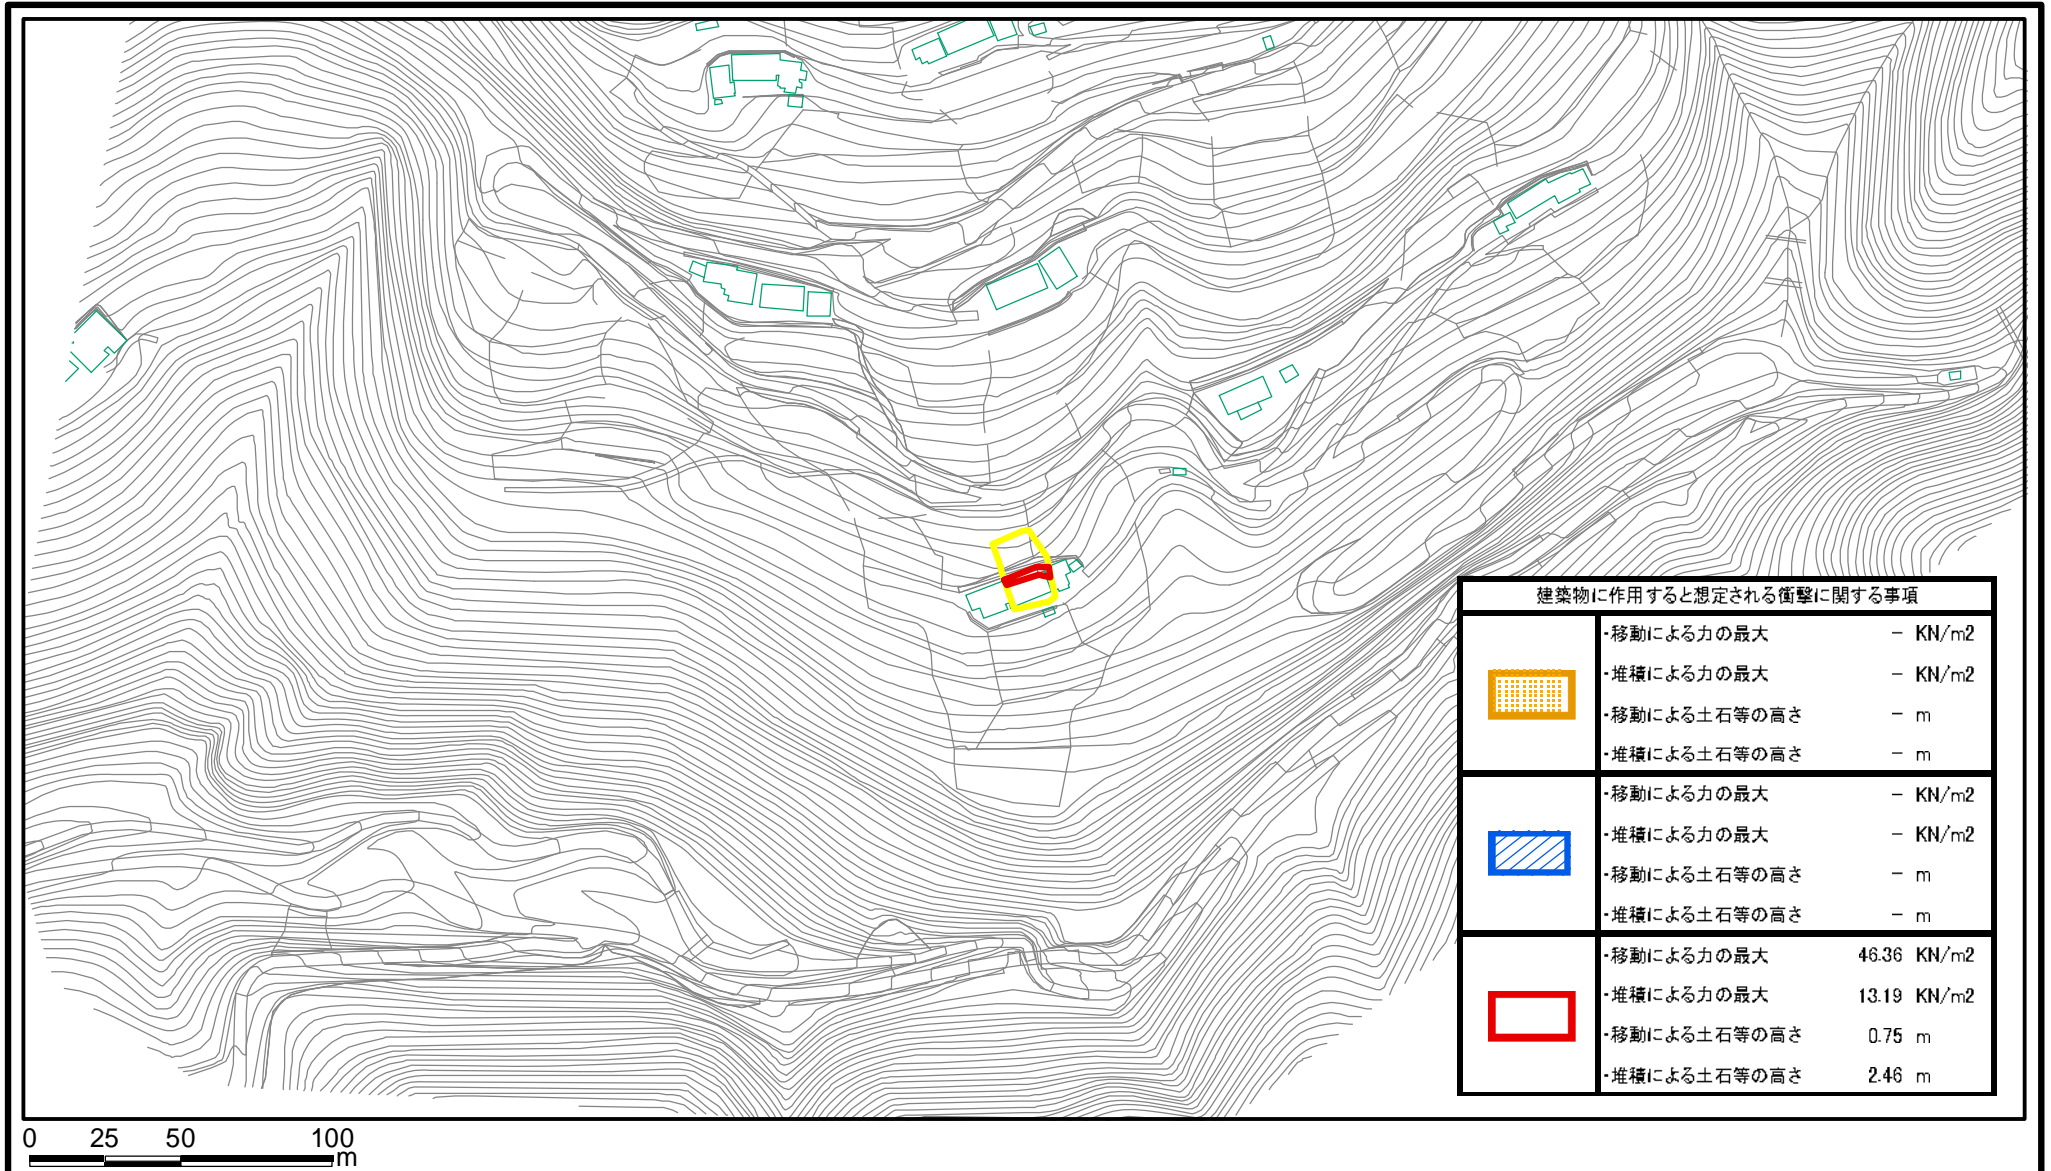 建築物に作用すると想定される衝撃に関する事項
・移動による力の最大 － KN/m2
・堆積による力の最大 － KN/m2
・移動による土石等の高さ － m
・堆積による土石等の高さ － m
・移動による力の最大 － KN/m2
・堆積による力の最大 － KN/m2
・移動による土石等の高さ － m
・堆積による土石等の高さ － m
・移動による力の最大 46.36 KN/m2
・堆積による力の最大 13.19 KN/m2
・移動による土石等の高さ 0.75 m
・堆積による土石等の高さ 2.46 m
0 25 50 100
m